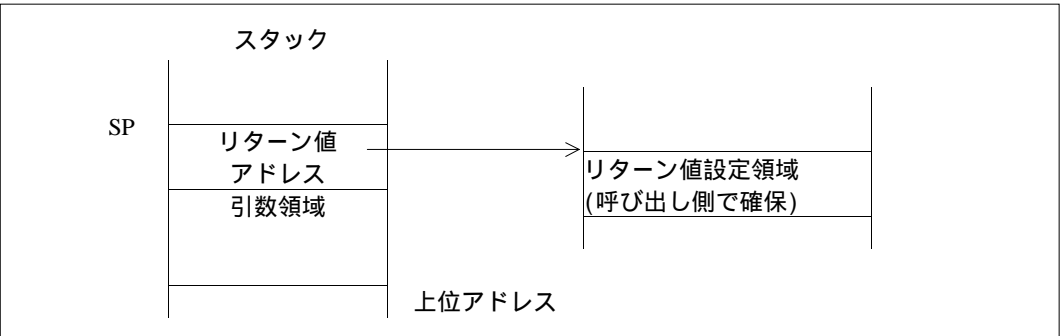 スタック
SP
リターン値
アドレス
引数領域
リターン値設定領域
(呼び出し側で確保)
上位アドレス